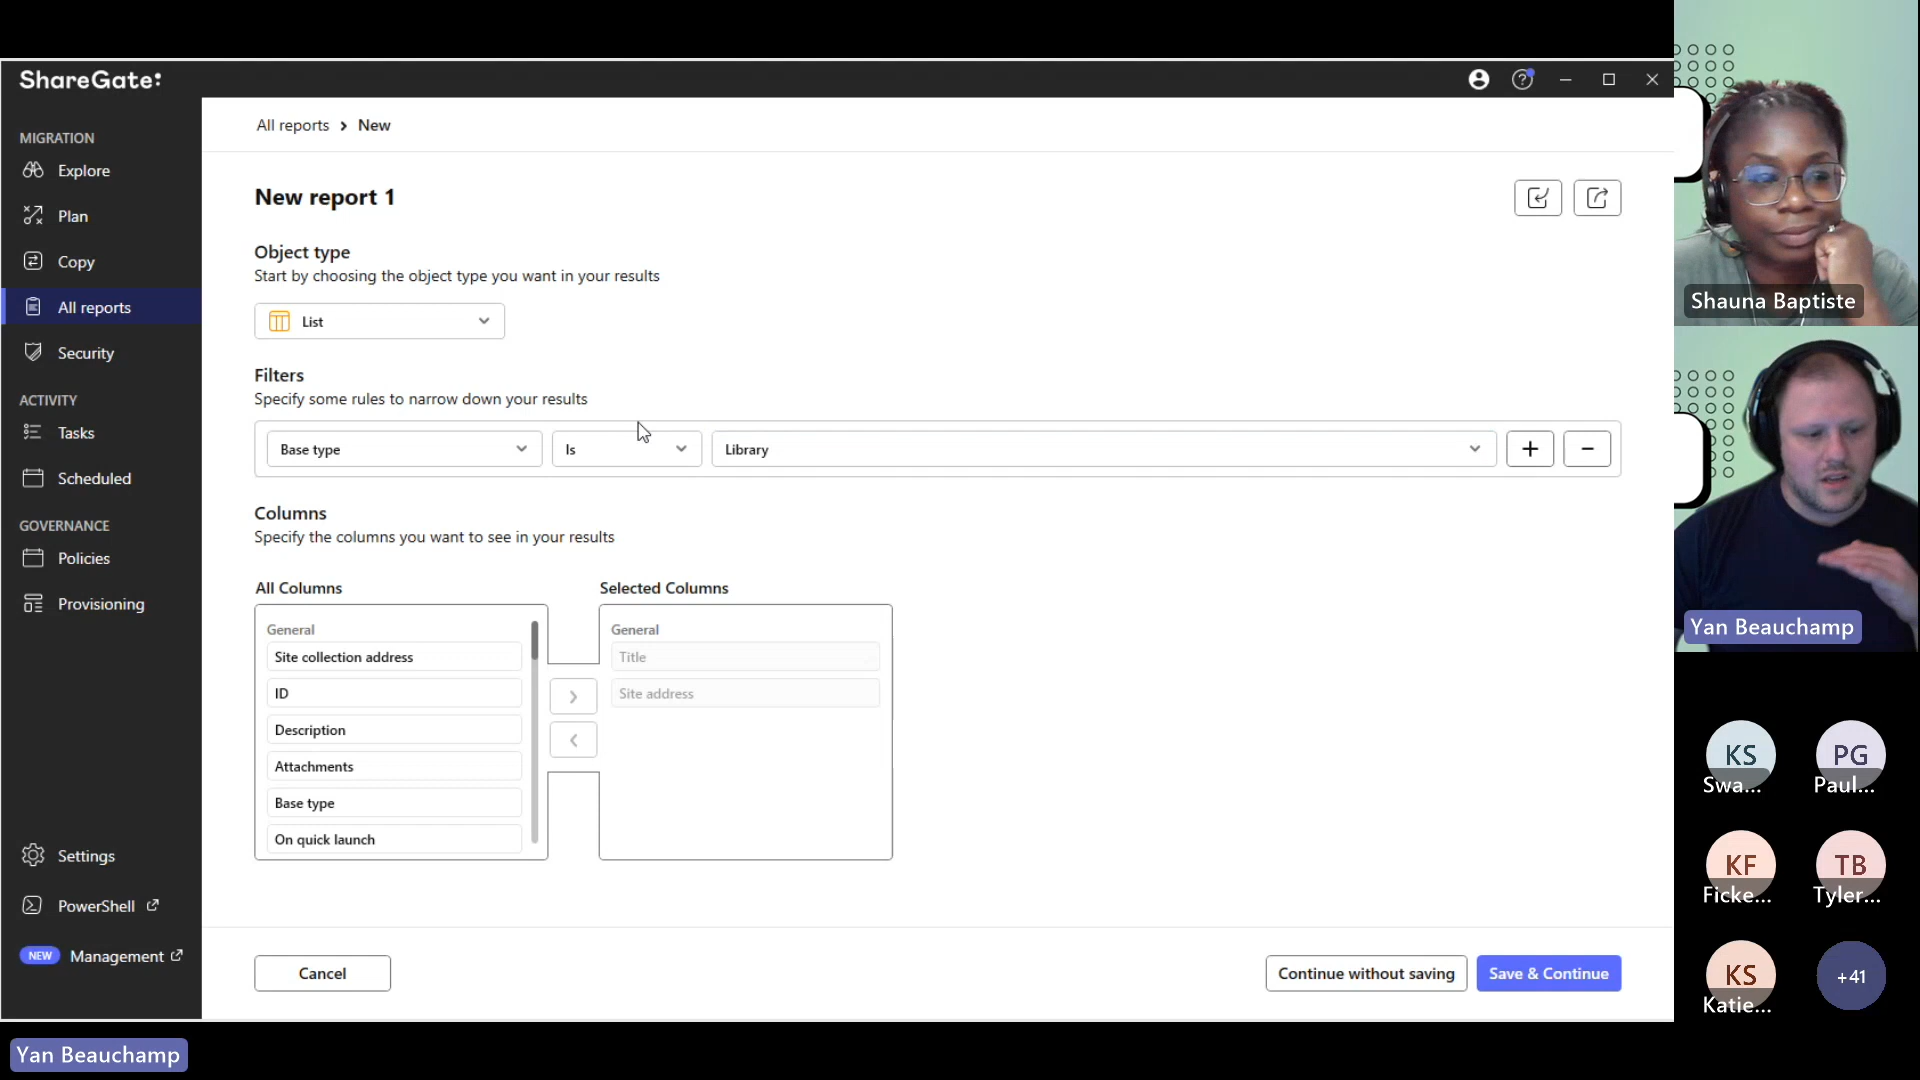 ShareGate:
MIGRATION
Explore
Plan
Copy
All reports
Security
ACTIVITY
Tasks
Scheduled
GOVERNANCE
Policies
Provisioning
Settings
PowerShell
NEW Management
All reports > New
New report 1
Object type
Start by choosing the object type you want in your results
List
Filters
Specify some rules to narrow down your results
Base type
Is
Library
Columns
Specify the columns you want to see in your results
All Columns
General
Site collection address
ID
Description
Attachments
Base type
On quick launch
Selected Columns
General
Title
Site address
Cancel
Continue without saving
Save & Continue
Shauna Baptiste
Yan Beauchamp
KS
Swa...
PG
Paul...
KF
Ficke...
TB
Tyler...
KS
Katie...
+41
Yan Beauchamp